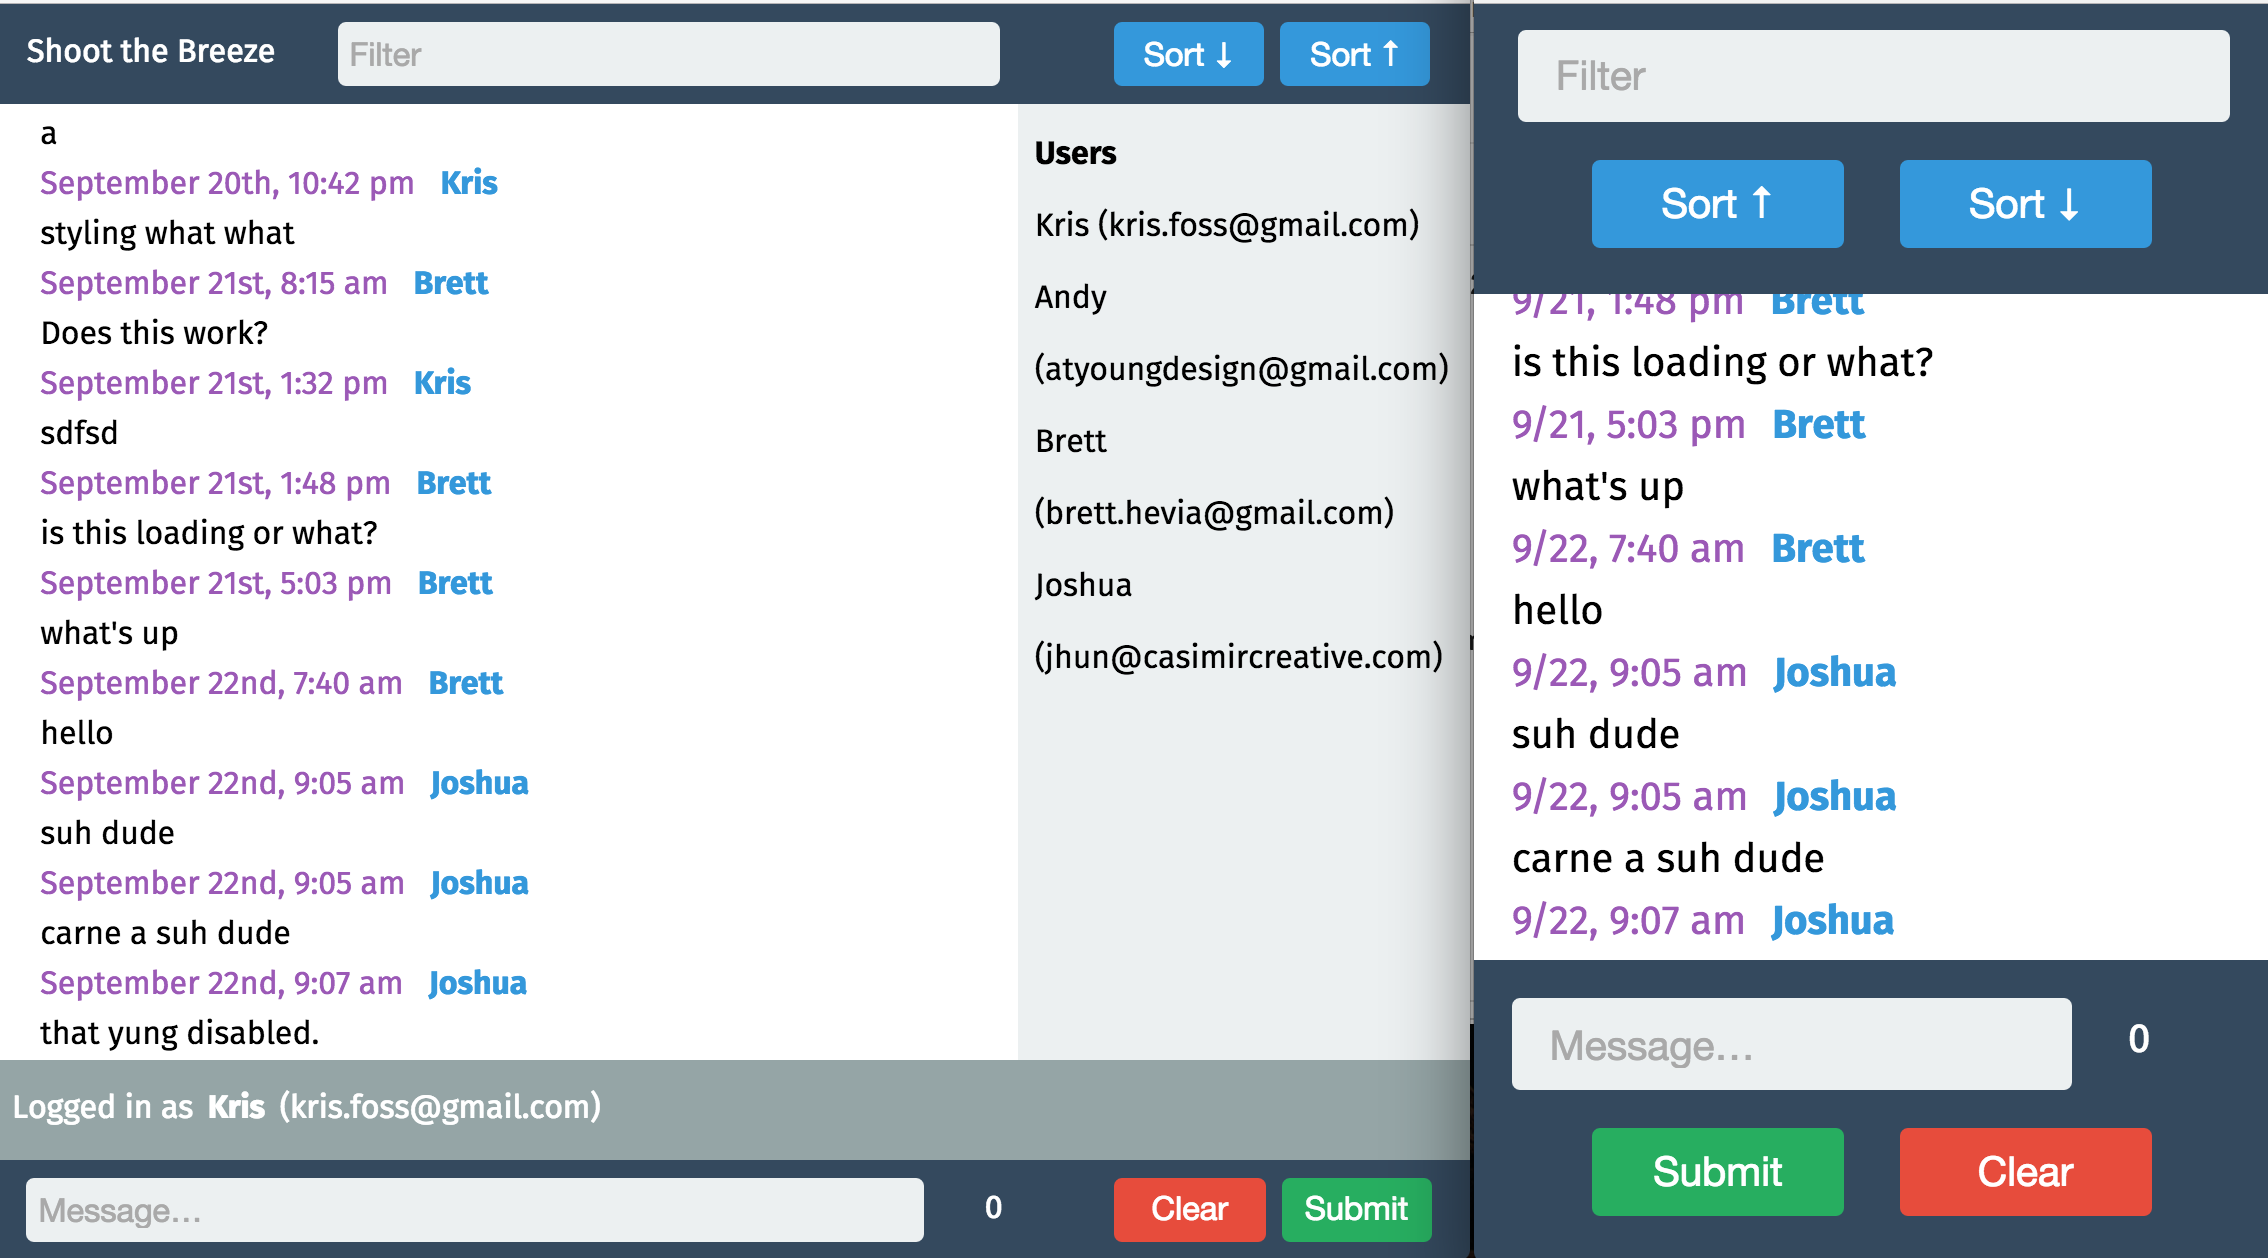 Shoot the Breeze
Filter
Sort ↓
Sort ↑
a
September 20th, 10:42 pm Kris
styling what what
September 21st, 8:15 am Brett
Does this work?
September 21st, 1:32 pm Kris
sdfsd
September 21st, 1:48 pm Brett
is this loading or what?
September 21st, 5:03 pm Brett
what's up
September 22nd, 7:40 am Brett
hello
September 22nd, 9:05 am Joshua
suh dude
September 22nd, 9:05 am Joshua
carne a suh dude
September 22nd, 9:07 am Joshua
that yung disabled.
Users
Kris (kris.foss@gmail.com)
Andy
(atyoungdesign@gmail.com)
Brett
(brett.hevia@gmail.com)
Joshua
(jhun@casimircreative.com)
Logged in as Kris (kris.foss@gmail.com)
Message...
0
Clear
Submit
Filter
Sort ↑
Sort ↓
9/21, 1:48 pm Brett
is this loading or what?
9/21, 5:03 pm Brett
what's up
9/22, 7:40 am Brett
hello
9/22, 9:05 am Joshua
suh dude
9/22, 9:05 am Joshua
carne a suh dude
9/22, 9:07 am Joshua
Message...
0
Submit
Clear